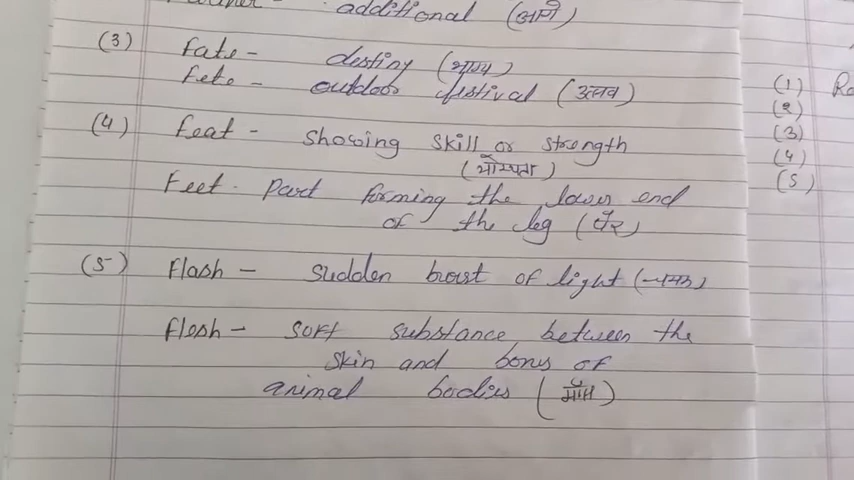 additional (आगे)
(3) Fate - destiny (भाग्य)
Fete - outdoor festival (उत्सव)
(4) Feat - Showing skill or strength
(योग्यता)
Feet - Part forming the lower end
of the leg (पैर)
(5) Flash - sudden burst of light (चमक)
Flesh - soft substance between the
skin and bones of
animal bodies (माँस)
(1)
(2)
(3)
(4)
(5)